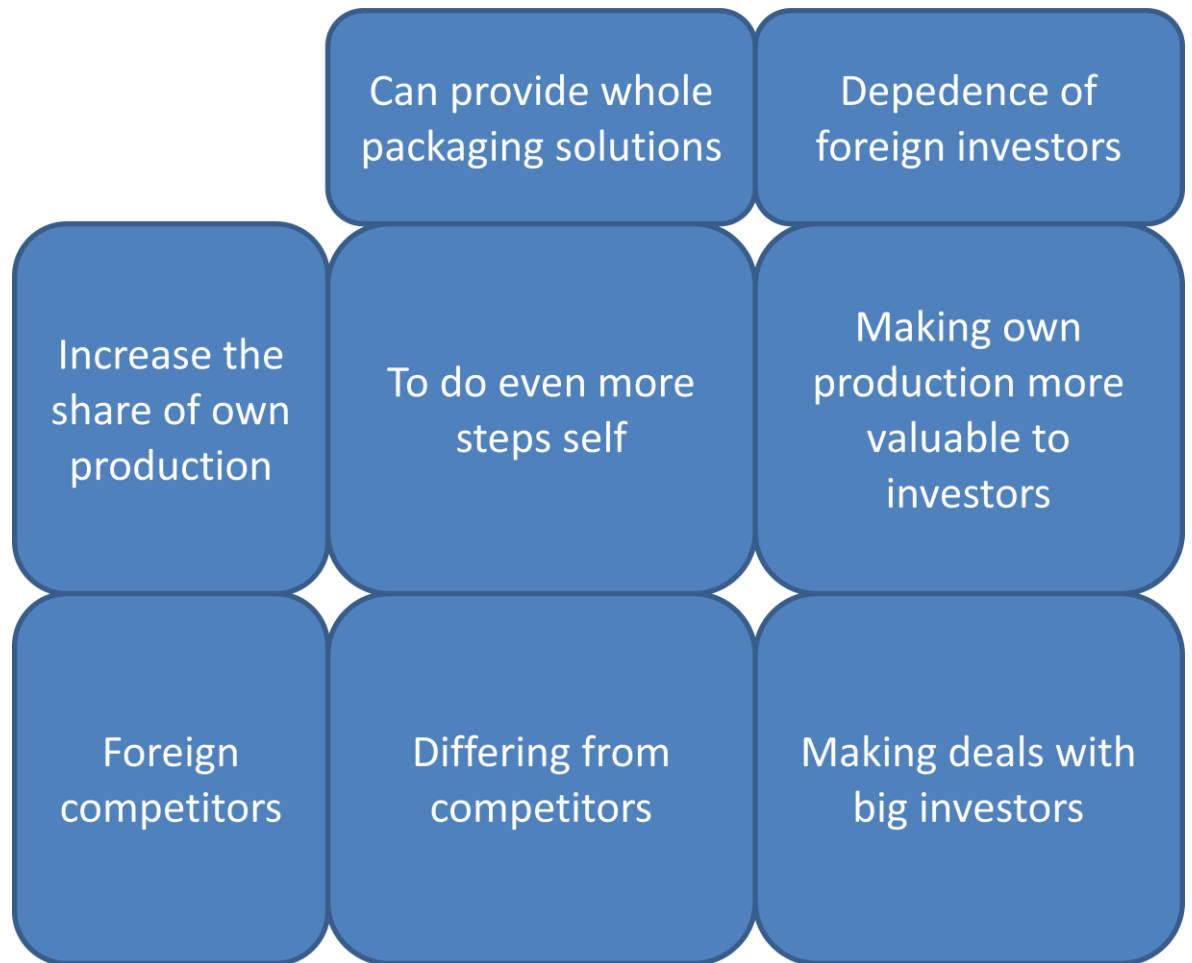 Can provide whole
packaging solutions
Depedence of
foreign investors
Increase the
share of own
production
To do even more
steps self
Making own
production more
valuable to
investors
Foreign
competitors
Differing from
competitors
Making deals with
big investors